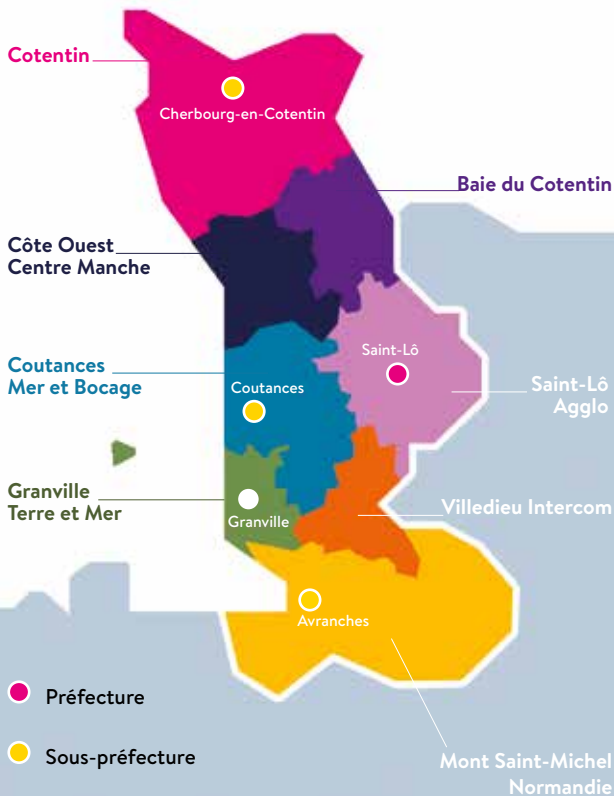 Cotentin
Cherbourg-en-Cotentin
Baie du Cotentin
Côte Ouest
Centre Manche
Saint-Lô
Coutances
Mer et Bocage
Coutances
Saint-Lô
Agglo
Granville
Terre et Mer
Granville
Villedieu Intercom
Avranches
Préfecture
Sous-préfecture
Mont Saint-Michel
Normandie